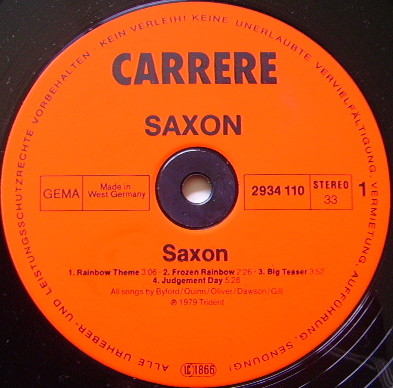 ALLE URHEBER- UND LEISTUNGSSCHUTZRECHTE VORBEHALTEN · KEIN VERLEIH! KEINE UNERLAUBTE VERVIELFÄLTIGUNG, VERMIETUNG, AUFFÜHRUNG, SENDUNG!
CARRERE
SAXON
GEMA
Made in
West Germany
2934 110
STEREO
33
1
Saxon
1. Rainbow Theme 3:06 · 2. Frozen Rainbow 2:26 · 3. Big Teaser 3:52
4. Judgement Day 5:28
All songs by Byford/Quinn/Oliver/Dawson/Gill
℗ 1979 Trident
LC 1866